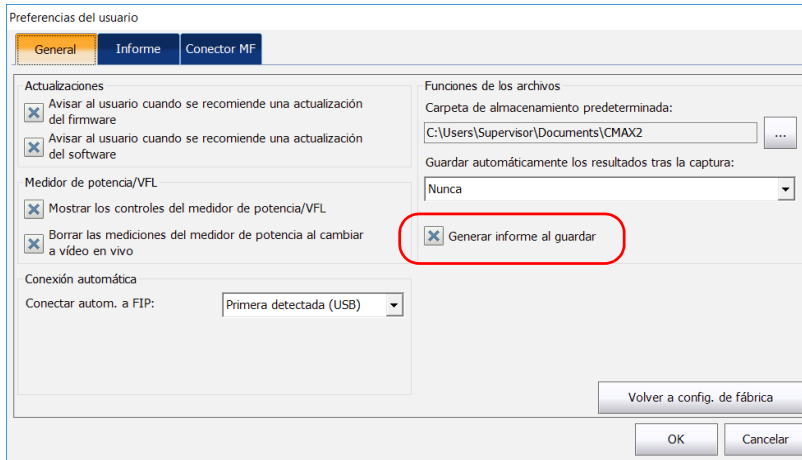 Preferencias del usuario
General
Informe
Conector MF
Actualizaciones
Avisar al usuario cuando se recomiende una actualización
del firmware
Avisar al usuario cuando se recomiende una actualización
del software
Medidor de potencia/VFL
Mostrar los controles del medidor de potencia/VFL
Borrar las mediciones del medidor de potencia al cambiar
a vídeo en vivo
Conexión automática
Conectar autom. a FIP:
Primera detectada (USB)
Funciones de los archivos
Carpeta de almacenamiento predeterminada:
C:\Users\Supervisor\Documents\CMAX2
...
Guardar automáticamente los resultados tras la captura:
Nunca
Generar informe al guardar
Volver a config. de fábrica
OK
Cancelar